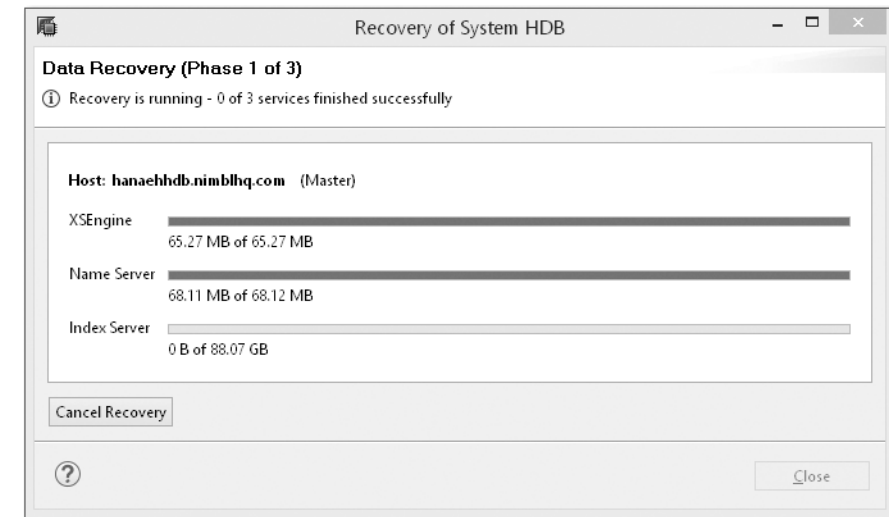 Recovery of System HDB
Data Recovery (Phase 1 of 3)
Recovery is running - 0 of 3 services finished successfully
Host: hanaehhdb.nimblhq.com (Master)
XSEngine
65.27 MB of 65.27 MB
Name Server
68.11 MB of 68.12 MB
Index Server
0 B of 88.07 GB
Cancel Recovery
Close